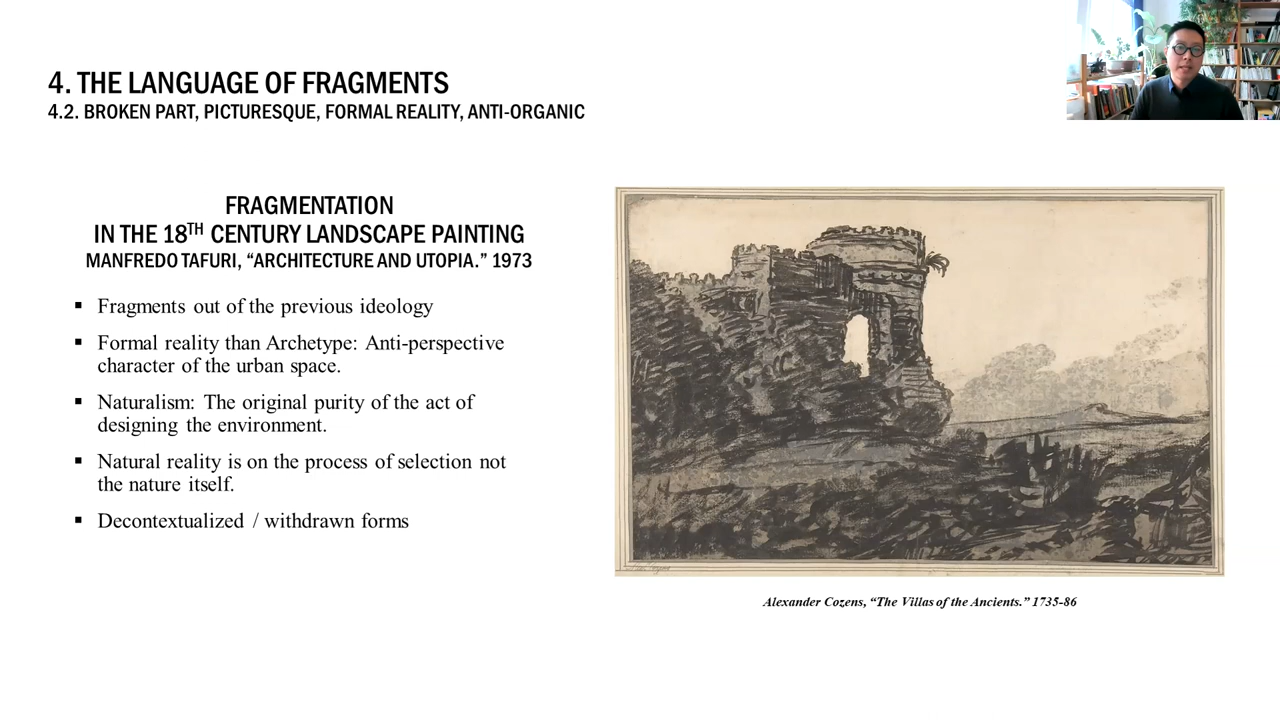 4. THE LANGUAGE OF FRAGMENTS
4.2. BROKEN PART, PICTURESQUE, FORMAL REALITY, ANTI-ORGANIC
FRAGMENTATION
IN THE 18TH CENTURY LANDSCAPE PAINTING
MANFREDO TAFURI, “ARCHITECTURE AND UTOPIA.” 1973
▪ Fragments out of the previous ideology
▪ Formal reality than Archetype: Anti-perspective
character of the urban space.
▪ Naturalism: The original purity of the act of
designing the environment.
▪ Natural reality is on the process of selection not
the nature itself.
▪ Decontextualized / withdrawn forms
Alexander Cozens, “The Villas of the Ancients.” 1735-86